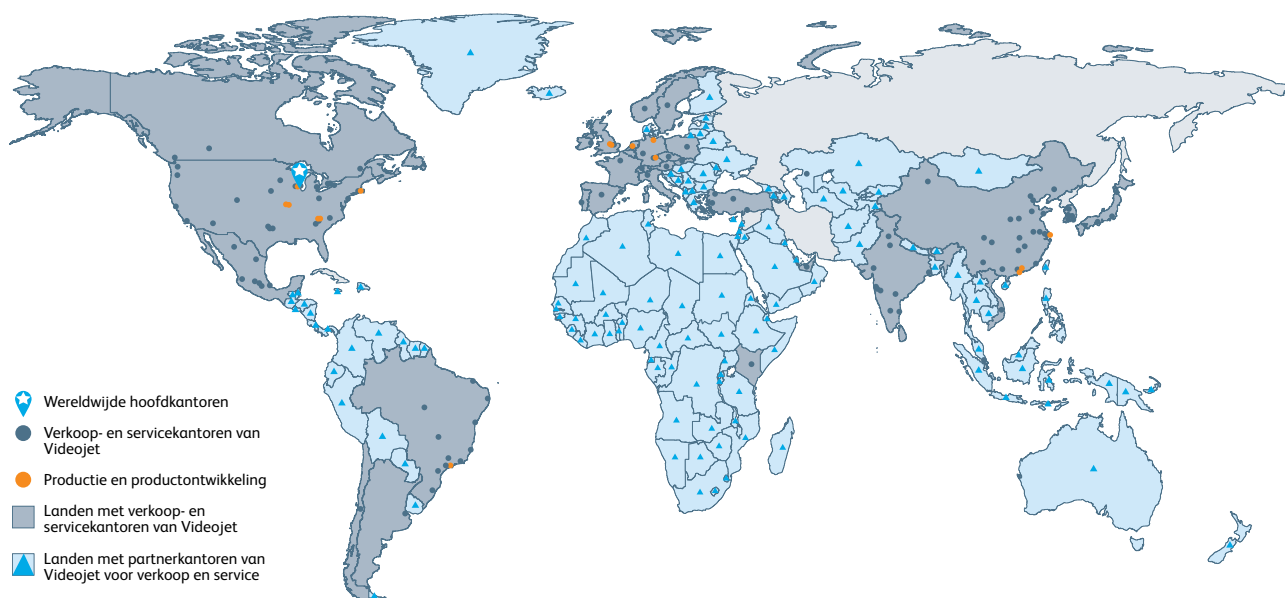 Wereldwijde hoofdkantoren
Verkoop- en servicekantoren van
Videojet
Productie en productontwikkeling
Landen met verkoop- en
servicekantoren van Videojet
Landen met partnerkantoren van
Videojet voor verkoop en service